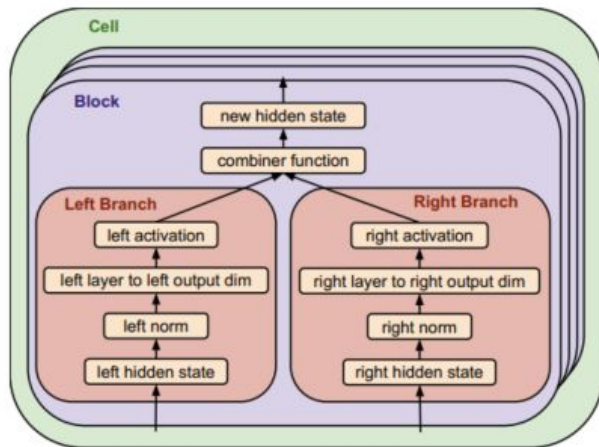 Cell
Block
new hidden state
combiner function
Left Branch
left activation
left layer to left output dim
left norm
left hidden state
Right Branch
right activation
right layer to right output dim
right norm
right hidden state